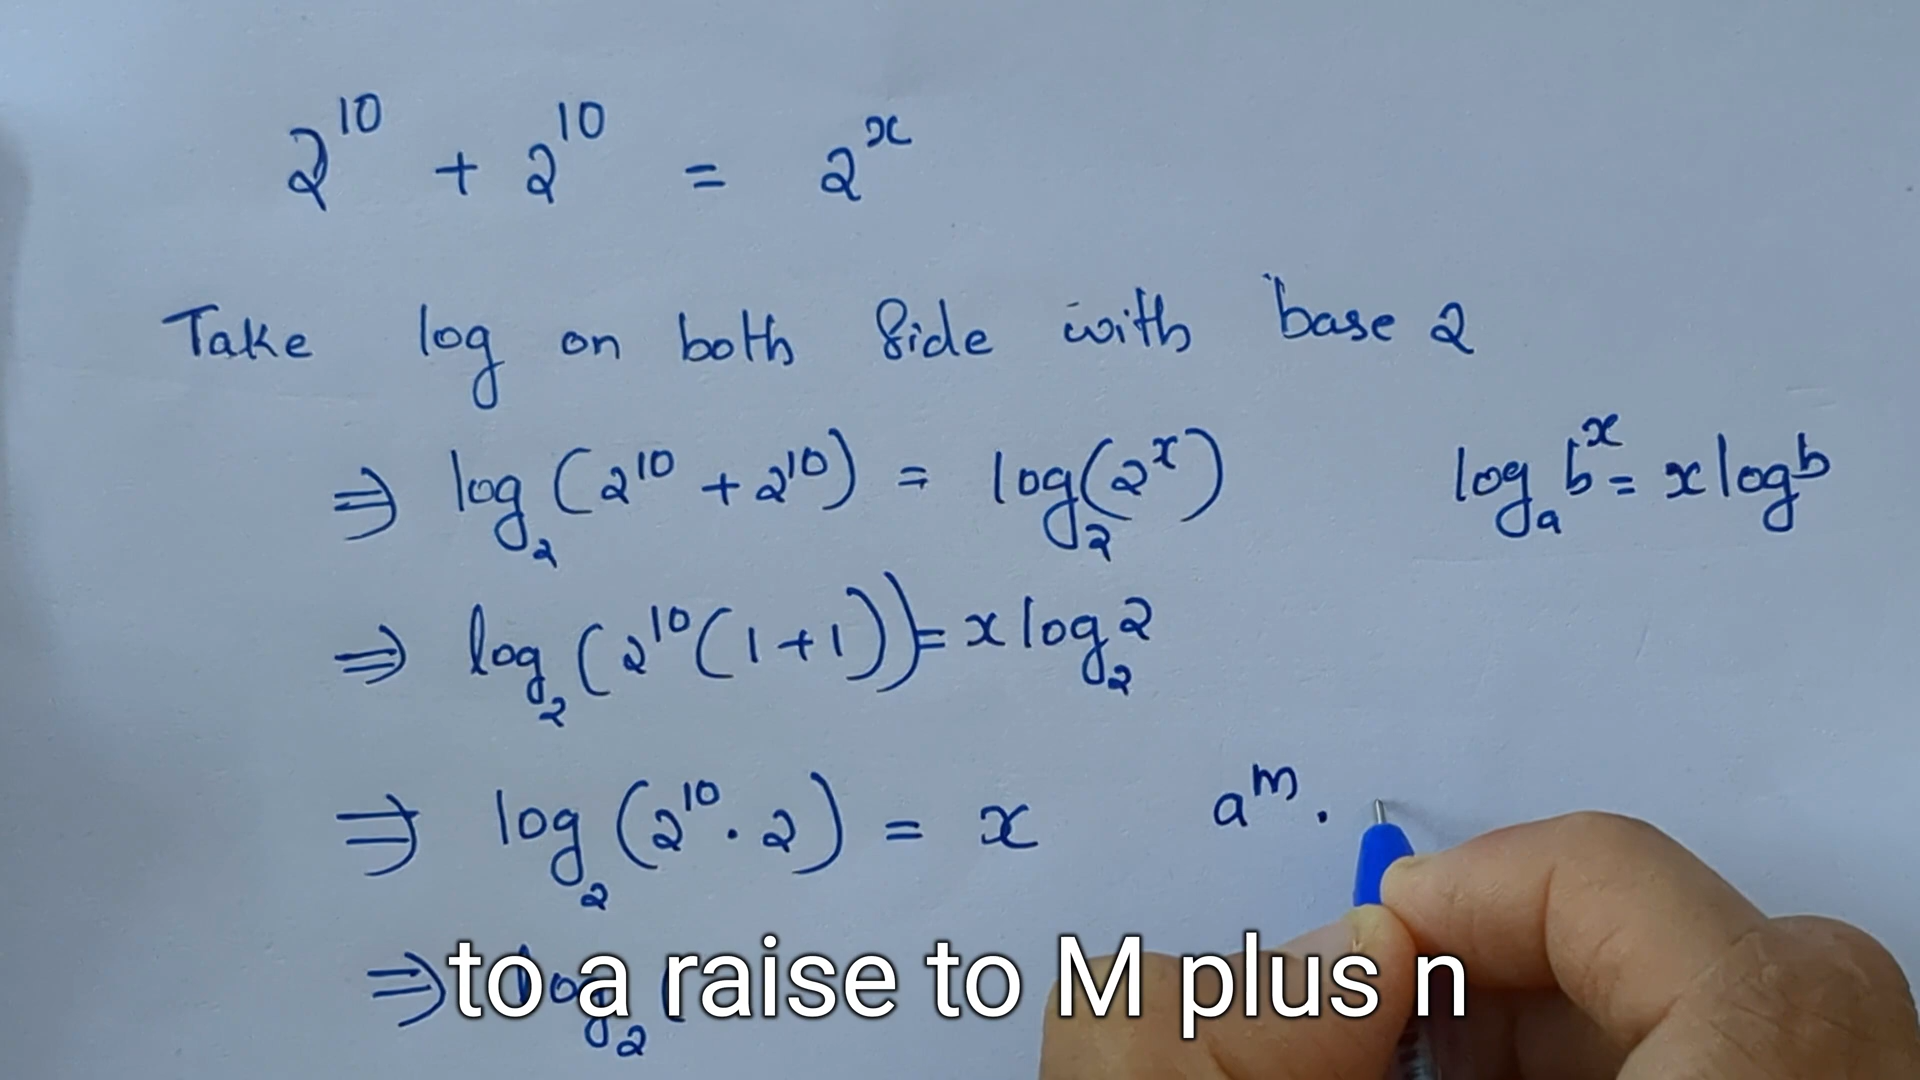 2^10 + 2^10 = 2^x
Take log on both Side with base 2
⇒ log_2 (2^10 + 2^10) = log_2 (2^x)
log_a b^x = x log b
⇒ log_2 (2^10 (1+1)) = x log_2 2
⇒ log_2 (2^10 · 2) = x
a^m ·
⇒ log_2 (
to a raise to M plus n